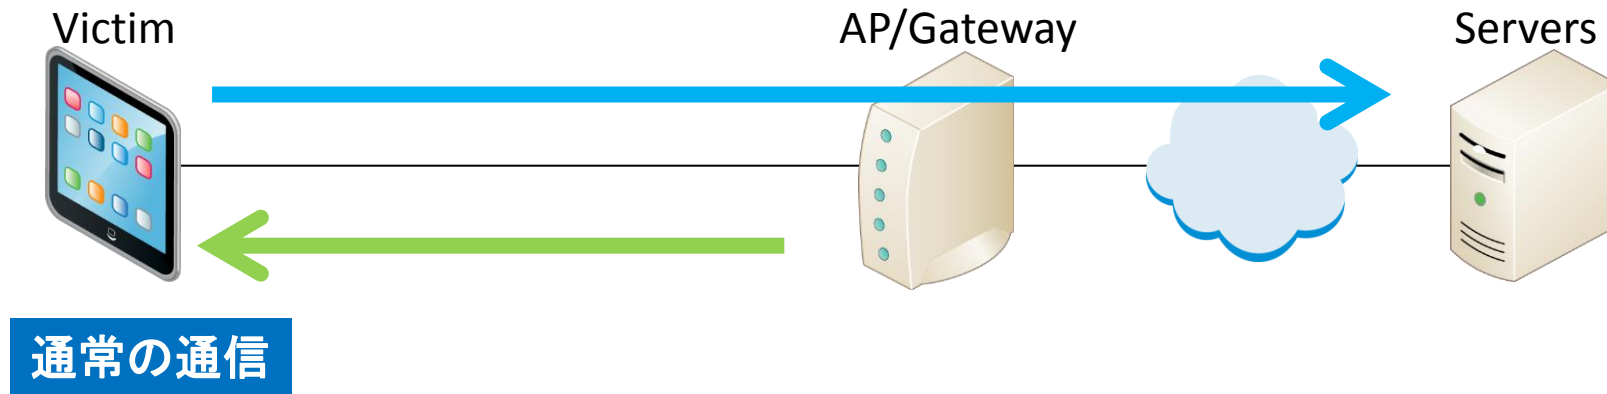 Victim
AP/Gateway
Servers
通常の通信